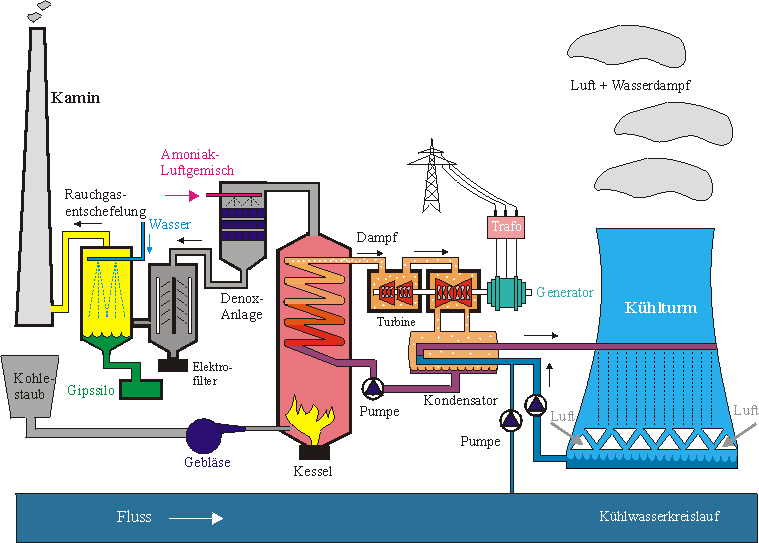 Luft + Wasserdampf
Kamin
Amoniak-
Luftgemisch
Rauchgas-
entschefelung
Wasser
Dampf
Trafo
Denox-
Anlage
Turbine
Generator
Kühlturm
Kohle-
staub
Gipssilo
Elektro-
filter
Pumpe
Kondensator
Luft
Luft
Gebläse
Kessel
Pumpe
Fluss
Kühlwasserkreislauf